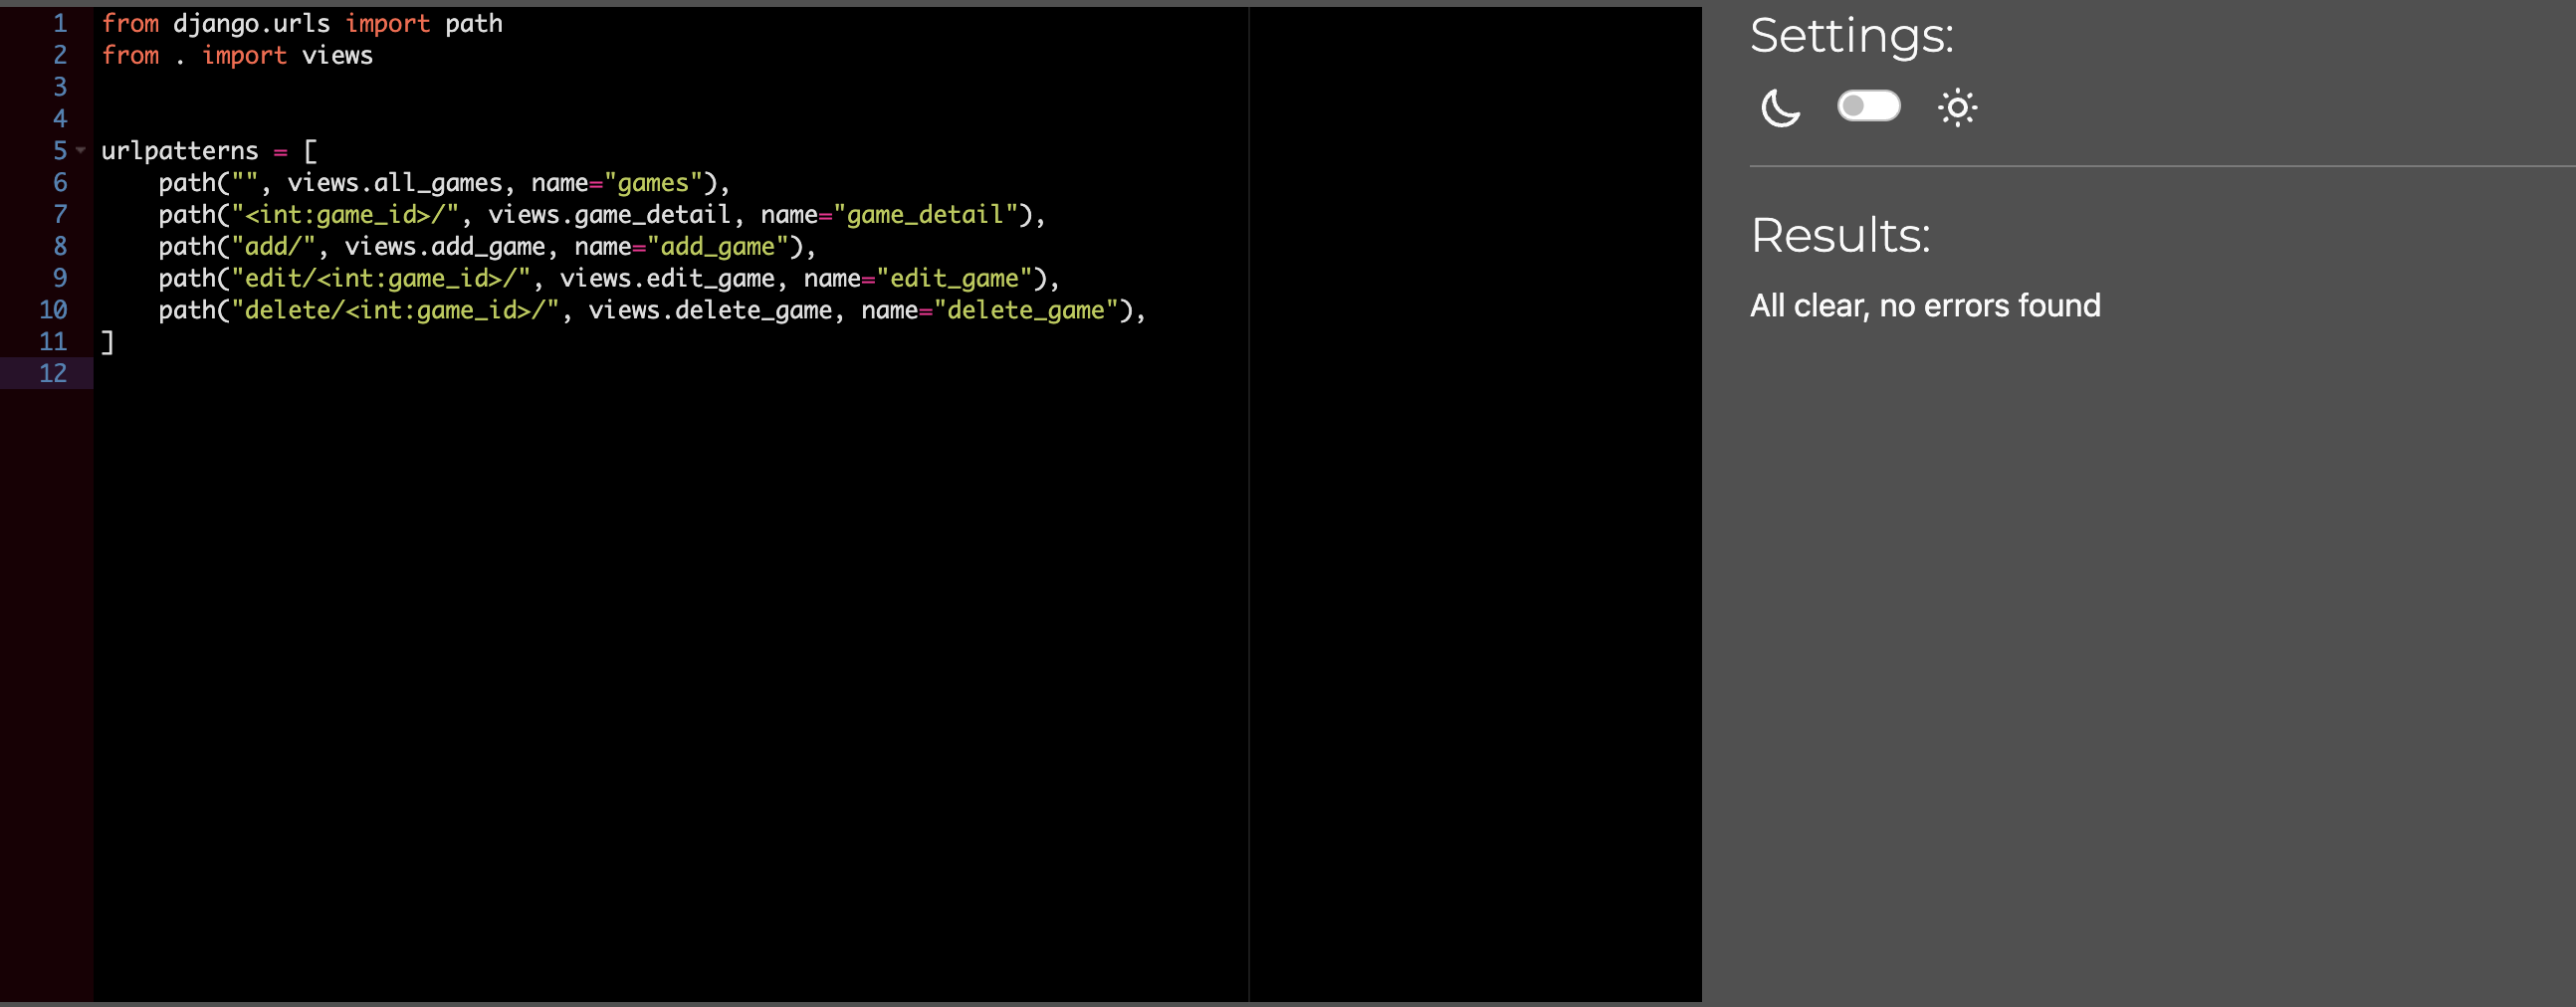 1 from django.urls import path
2 from . import views
3
4
5 urlpatterns = [
6     path("", views.all_games, name="games"),
7     path("<int:game_id>/", views.game_detail, name="game_detail"),
8     path("add/", views.add_game, name="add_game"),
9     path("edit/<int:game_id>/", views.edit_game, name="edit_game"),
10     path("delete/<int:game_id>/", views.delete_game, name="delete_game"),
11 ]
12
Settings:
Results:
All clear, no errors found